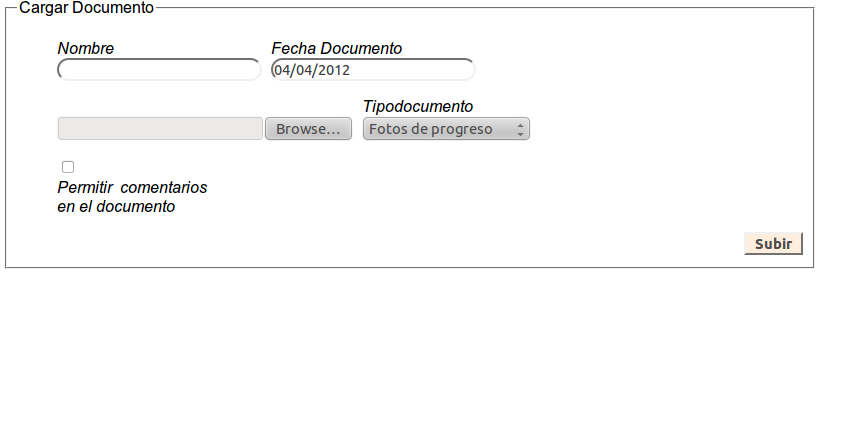 Cargar Documento
Nombre Fecha Documento
04/04/2012
Tipodocumento
Browse... Fotos de progreso
Permitir comentarios
en el documento
Subir